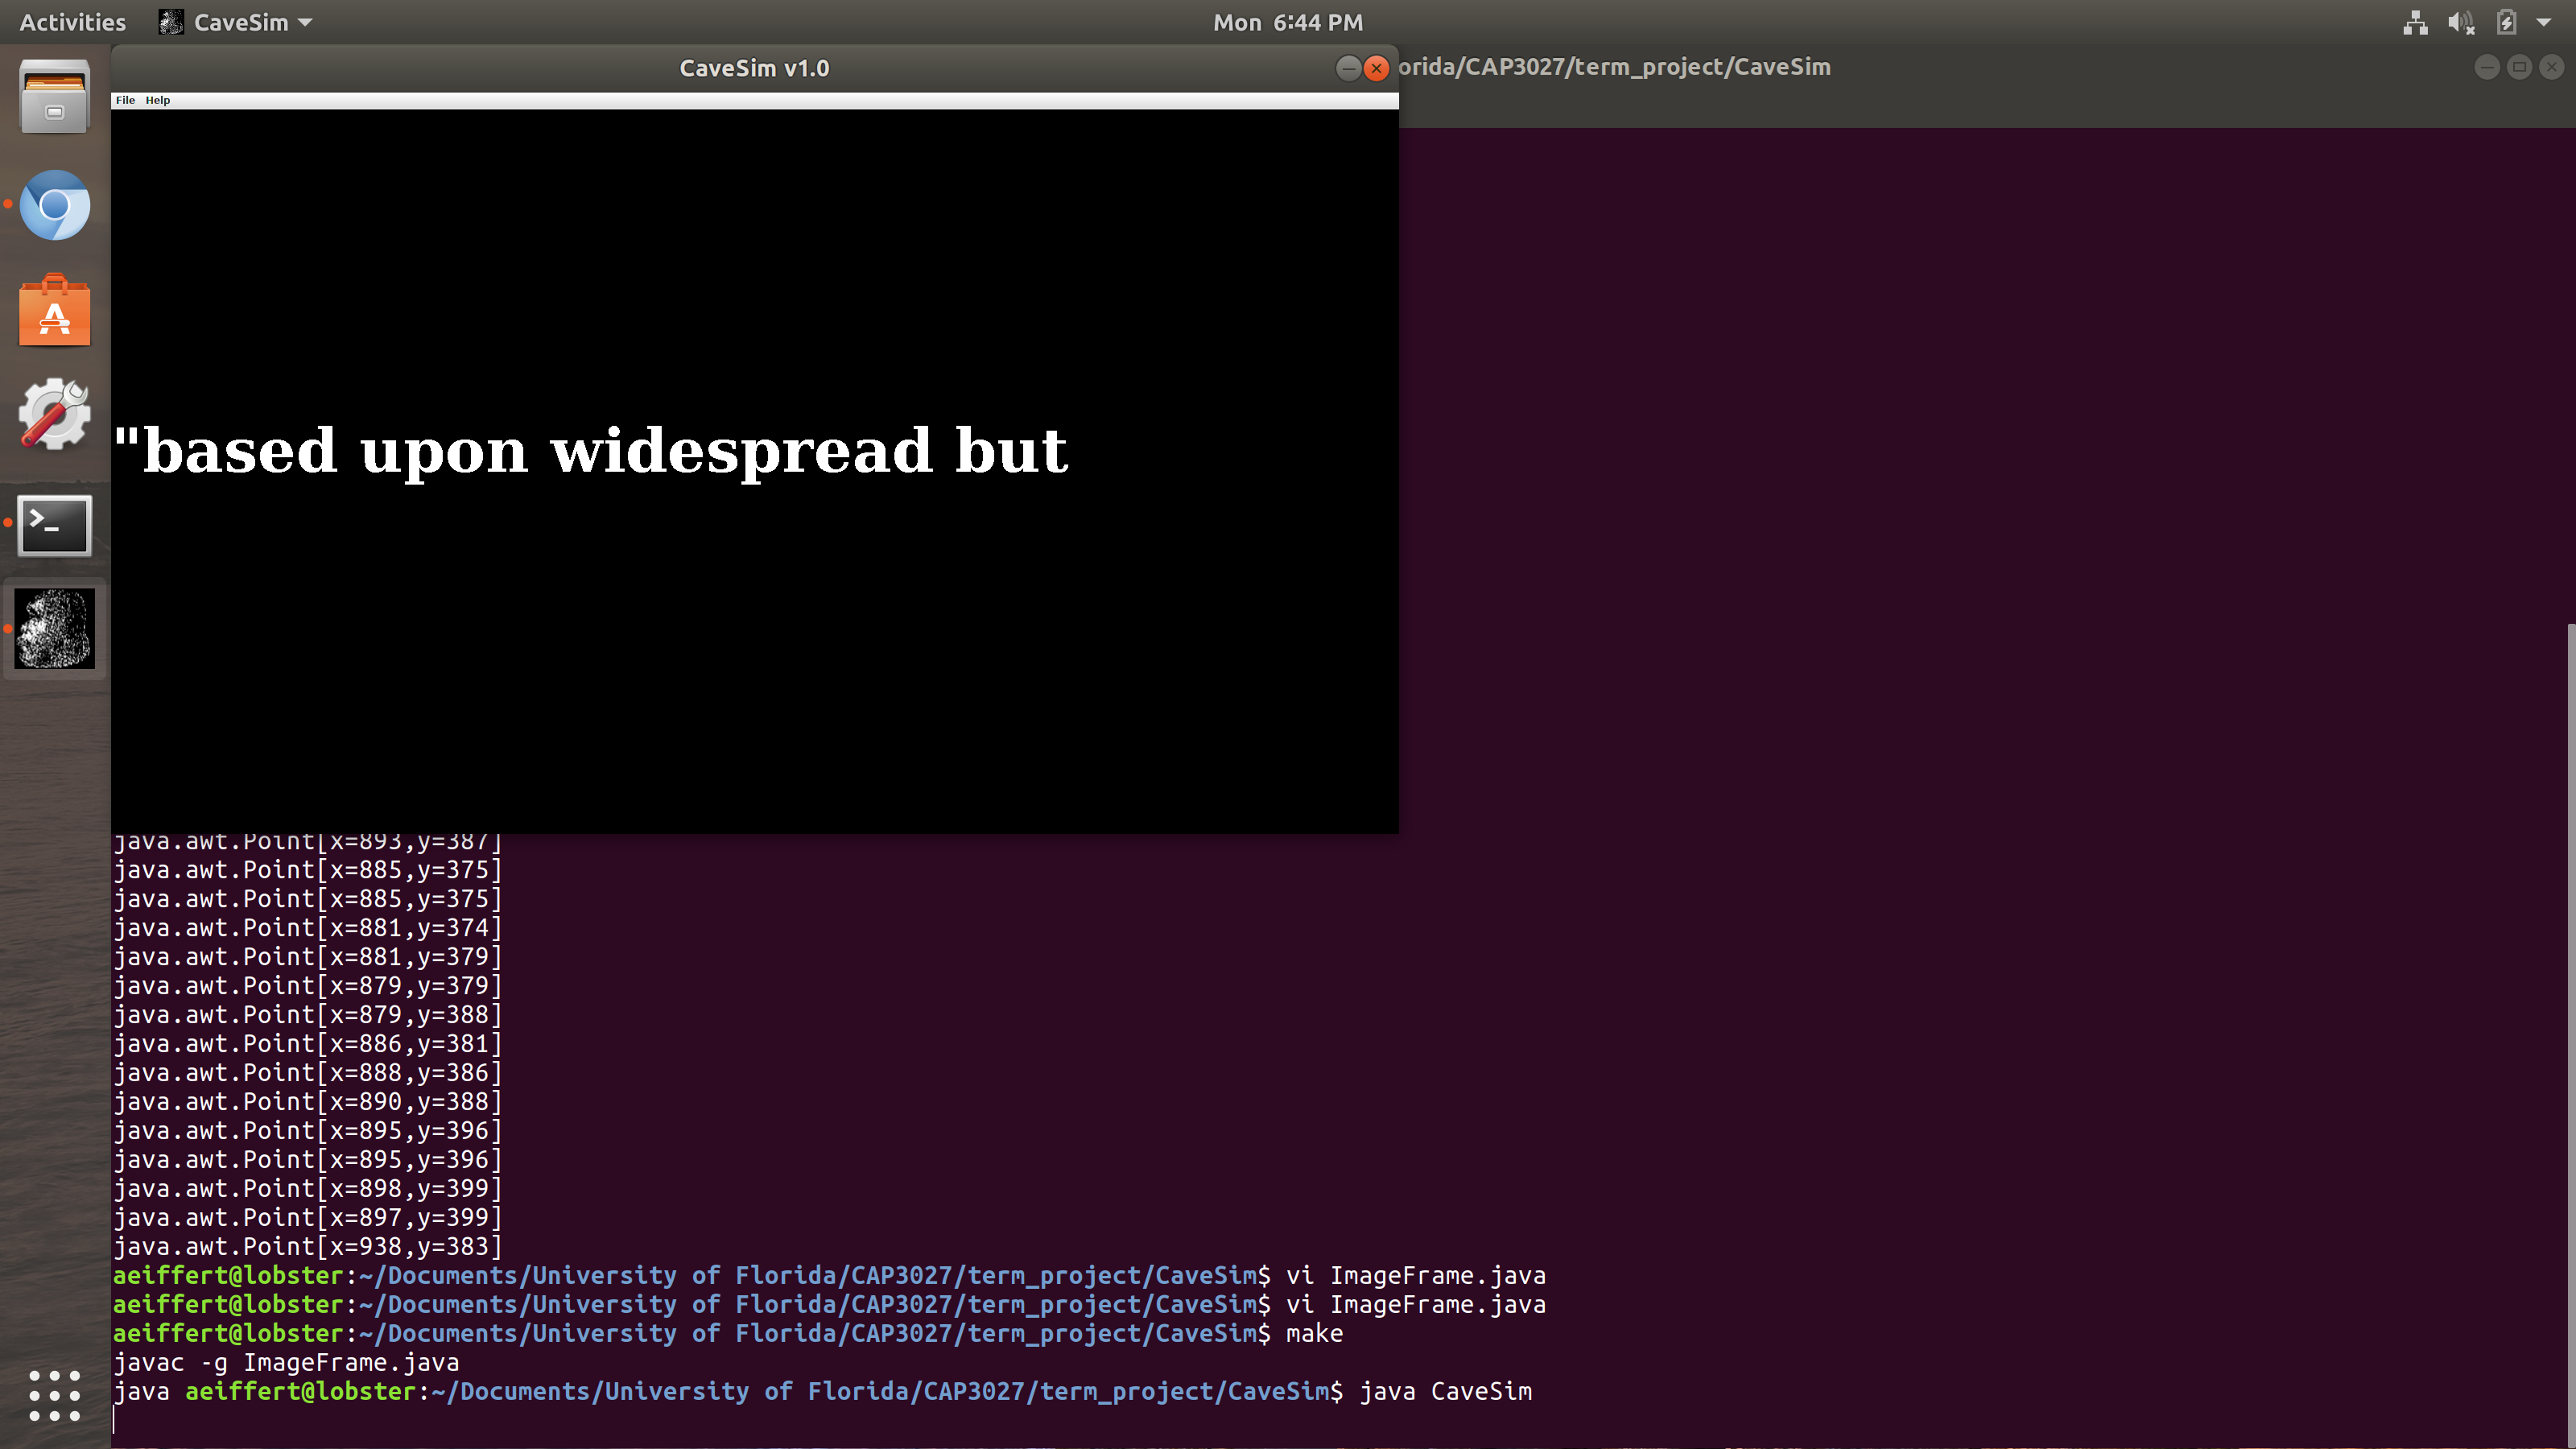 Activities CaveSim Mon 6:44 PM
CaveSim v1.0 orida/CAP3027/term_project/CaveSim
File Help
"based upon widespread but
java.awt.Point[x=893,y=387]
java.awt.Point[x=885,y=375]
java.awt.Point[x=885,y=375]
java.awt.Point[x=881,y=374]
java.awt.Point[x=881,y=379]
java.awt.Point[x=879,y=379]
java.awt.Point[x=879,y=388]
java.awt.Point[x=886,y=381]
java.awt.Point[x=888,y=386]
java.awt.Point[x=890,y=388]
java.awt.Point[x=895,y=396]
java.awt.Point[x=895,y=396]
java.awt.Point[x=898,y=399]
java.awt.Point[x=897,y=399]
java.awt.Point[x=938,y=383]
aeiffert@lobster:~/Documents/University of Florida/CAP3027/term_project/CaveSim$ vi ImageFrame.java
aeiffert@lobster:~/Documents/University of Florida/CAP3027/term_project/CaveSim$ vi ImageFrame.java
aeiffert@lobster:~/Documents/University of Florida/CAP3027/term_project/CaveSim$ make
javac -g ImageFrame.java
java aeiffert@lobster:~/Documents/University of Florida/CAP3027/term_project/CaveSim$ java CaveSim